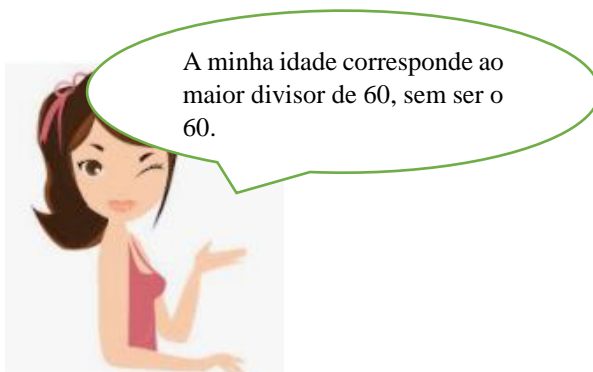 A minha idade corresponde ao
maior divisor de 60, sem ser o
60.